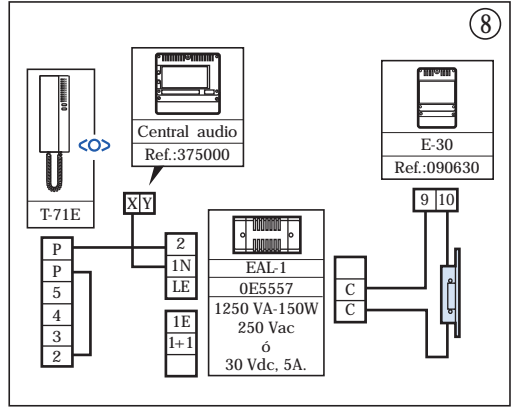 8
Central audio
Ref.:375000
E-30
Ref.:090630
<O>
T-71E
X Y
9 10
P
P
5
4
3
2
2
1N
LE
1E
1+1
EAL-1
0E5557
1250 VA-150W
250 Vac
ó
30 Vdc, 5A.
C
C